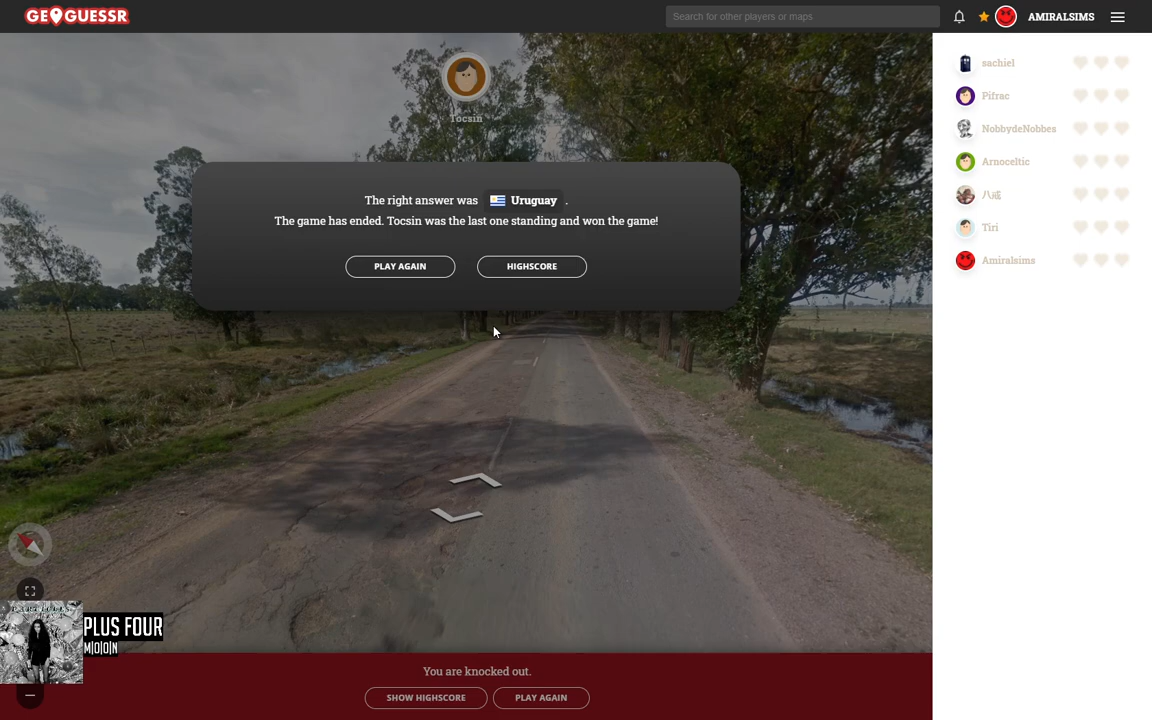 GEOGUESSR
Search for other players or maps
AMIRALSIMS
Tocsin
The right answer was Uruguay .
The game has ended. Tocsin was the last one standing and won the game!
PLAY AGAIN
HIGHSCORE
sachiel
Pifrac
NobbydeNobbes
Arnoceltic
八戒
Tiri
Amiralsims
PLUS FOUR
M|O|O|N
You are knocked out.
SHOW HIGHSCORE
PLAY AGAIN